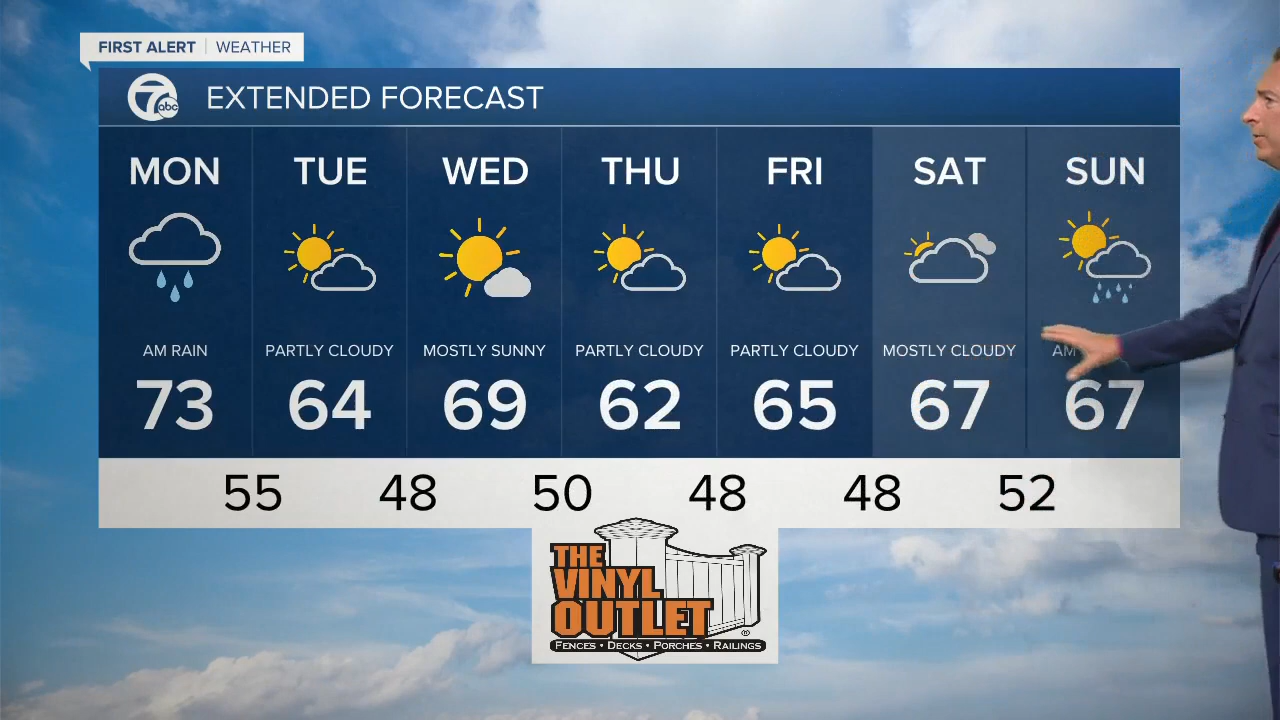 FIRST ALERT | WEATHER
7 abc EXTENDED FORECAST
MON TUE WED THU FRI SAT SUN
AM RAIN PARTLY CLOUDY MOSTLY SUNNY PARTLY CLOUDY PARTLY CLOUDY MOSTLY CLOUDY AM
73 64 69 62 65 67 67
55 48 50 48 48 52
THE
VINYL
OUTLET ®
FENCES • DECKS • PORCHES • RAILINGS